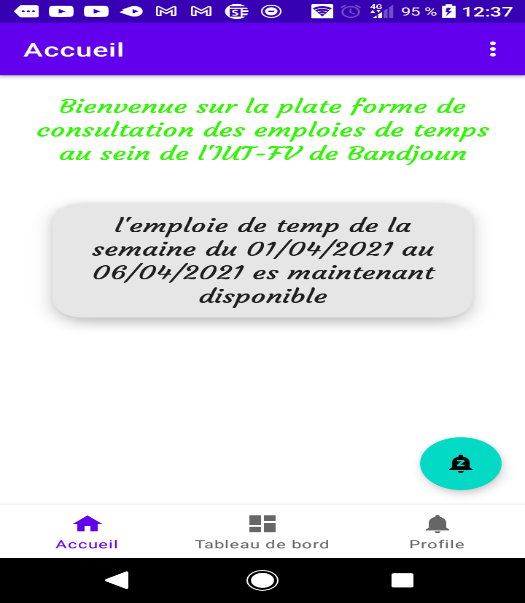 4G 95 % 12:37
Accueil
Bienvenue sur la plate forme de
consultation des emploies de temps
au sein de l'IUT-FV de Bandjoun
l'emploie de temp de la
semaine du 01/04/2021 au
06/04/2021 es maintenant
disponible
Accueil Tableau de bord Profile